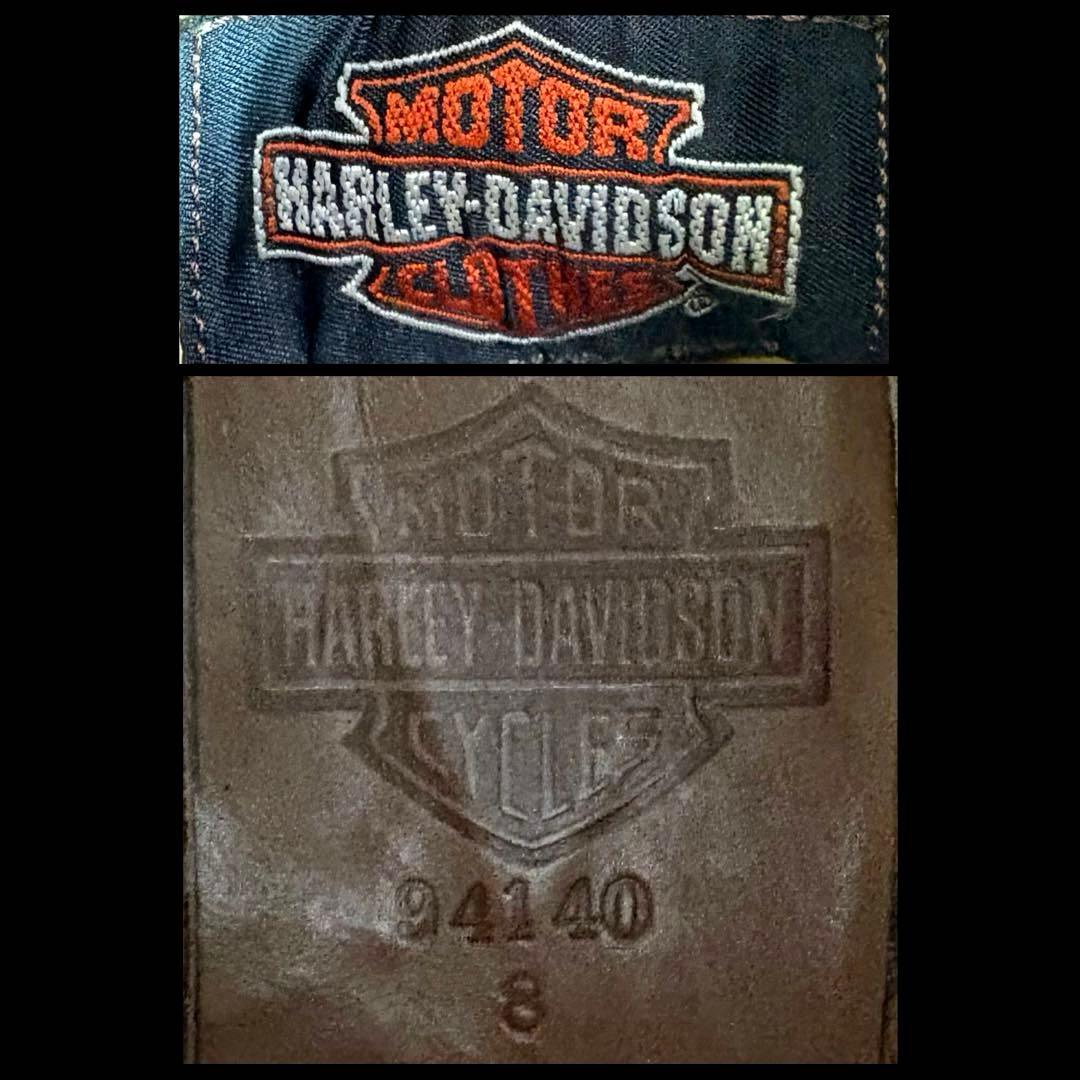 MOTOR
HARLEY-DAVIDSON
CLOTHES
®
MOTOR
HARLEY-DAVIDSON
CYCLES
94140
8